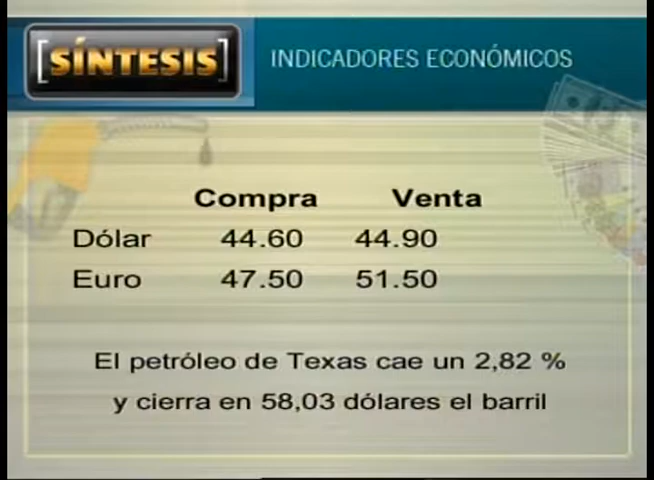 [SÍNTESIS]
INDICADORES ECONÓMICOS
Compra Venta
Dólar 44.60 44.90
Euro 47.50 51.50
El petróleo de Texas cae un 2,82 %
y cierra en 58,03 dólares el barril